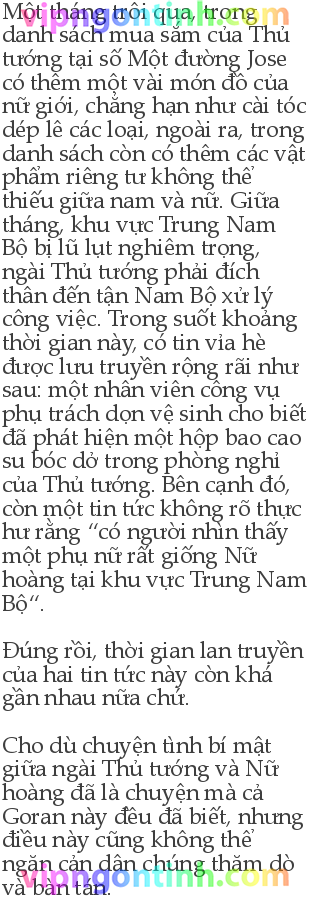 Một tháng trôi qua, trong
vipngontinh.com
danh sách mua sắm của Thủ
tướng tại số Một đường Jose
có thêm một vài món đồ của
nữ giới, chẳng hạn như cài tóc
dép lê các loại, ngoài ra, trong
danh sách còn có thêm các vật
phẩm riêng tư không thể
thiếu giữa nam và nữ. Giữa
tháng, khu vực Trung Nam
Bộ bị lũ lụt nghiêm trọng,
ngài Thủ tướng phải đích
thân đến tận Nam Bộ xử lý
công việc. Trong suốt khoảng
thời gian này, có tin vỉa hè
được lưu truyền rộng rãi như
sau: một nhân viên công vụ
phụ trách dọn vệ sinh cho biết
đã phát hiện một hộp bao cao
su bóc dở trong phòng nghỉ
của Thủ tướng. Bên cạnh đó,
còn một tin tức không rõ thực
hư rằng “có người nhìn thấy
một phụ nữ rất giống Nữ
hoàng tại khu vực Trung Nam
Bộ“.
Đúng rồi, thời gian lan truyền
của hai tin tức này còn khá
gần nhau nữa chứ.
Cho dù chuyện tình bí mật
giữa ngài Thủ tướng và Nữ
hoàng đã là chuyện mà cả
Goran này đều đã biết, nhưng
điều này cũng không thể
ngăn cản dân chúng thăm dò
vipngontinh.com
và bàn tán.